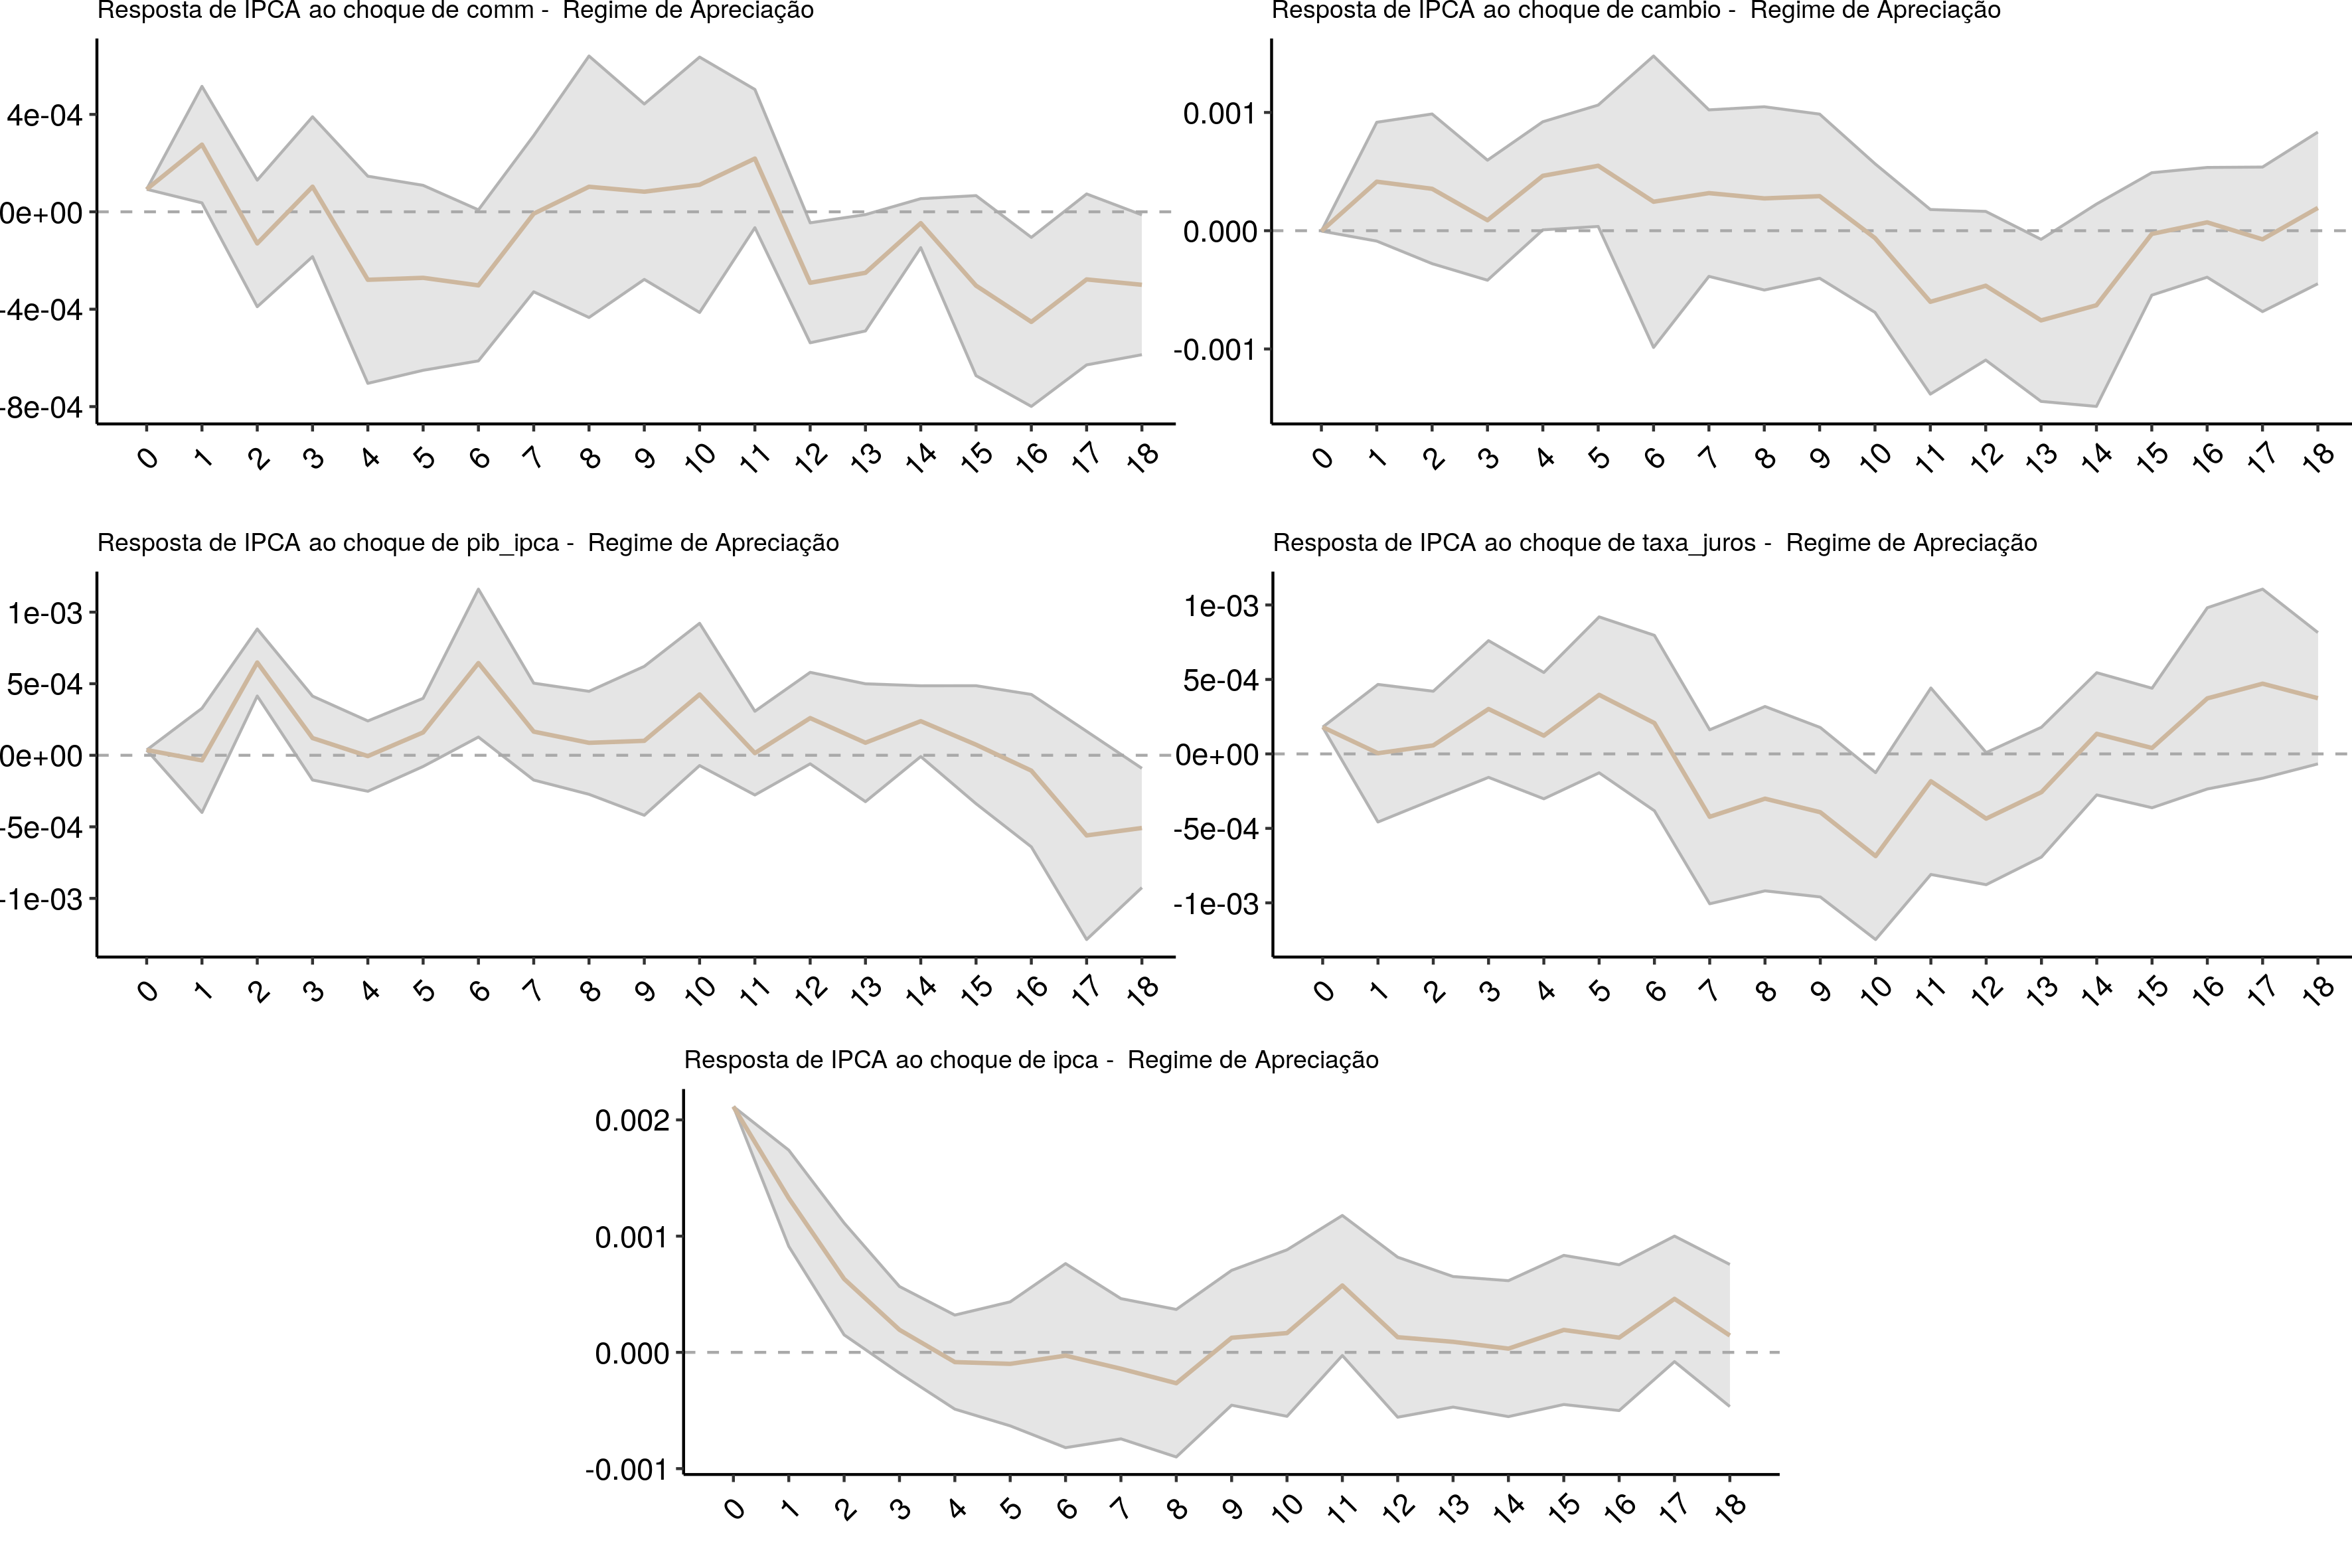 Resposta de IPCA ao choque de comm - Regime de Apreciação
4e-04
0e+00
-4e-04
-8e-04
0 1 2 3 4 5 6 7 8 9 10 11 12 13 14 15 16 17 18
Resposta de IPCA ao choque de cambio - Regime de Apreciação
0.001
0.000
-0.001
0 1 2 3 4 5 6 7 8 9 10 11 12 13 14 15 16 17 18
Resposta de IPCA ao choque de pib_ipca - Regime de Apreciação
1e-03
5e-04
0e+00
-5e-04
-1e-03
0 1 2 3 4 5 6 7 8 9 10 11 12 13 14 15 16 17 18
Resposta de IPCA ao choque de taxa_juros - Regime de Apreciação
1e-03
5e-04
0e+00
-5e-04
-1e-03
0 1 2 3 4 5 6 7 8 9 10 11 12 13 14 15 16 17 18
Resposta de IPCA ao choque de ipca - Regime de Apreciação
0.002
0.001
0.000
-0.001
0 1 2 3 4 5 6 7 8 9 10 11 12 13 14 15 16 17 18